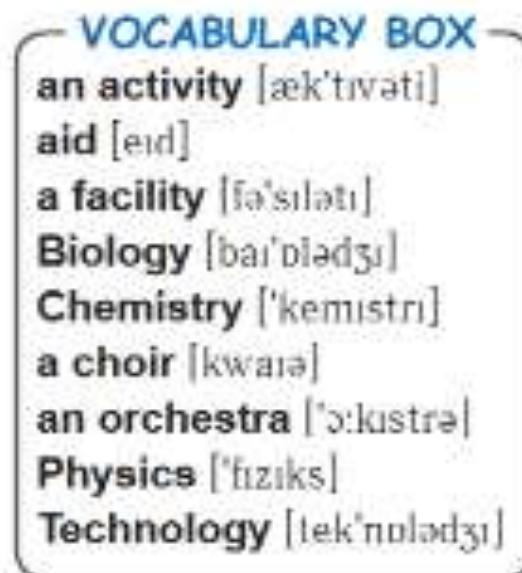 VOCABULARY BOX
an activity [æk'tɪvəti]
aid [eɪd]
a facility [fə'sɪlətɪ]
Biology [baɪ'ɒlədʒɪ]
Chemistry ['kemɪstrɪ]
a choir [kwaɪə]
an orchestra ['ɔ:kɪstrə]
Physics ['fɪzɪks]
Technology [tek'nɒlədʒɪ]